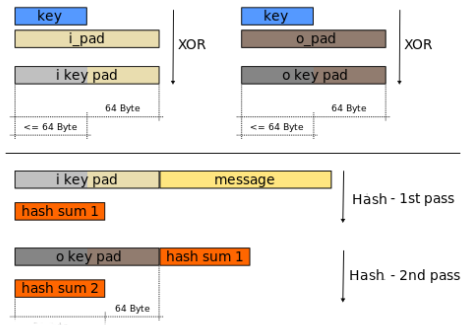 key
key
i_pad
XOR
o_pad
XOR
i key pad
o key pad
64 Byte
64 Byte
<= 64 Byte
<= 64 Byte
i key pad
message
Hash - 1st pass
hash sum 1
o key pad
hash sum 1
Hash - 2nd pass
hash sum 2
64 Byte